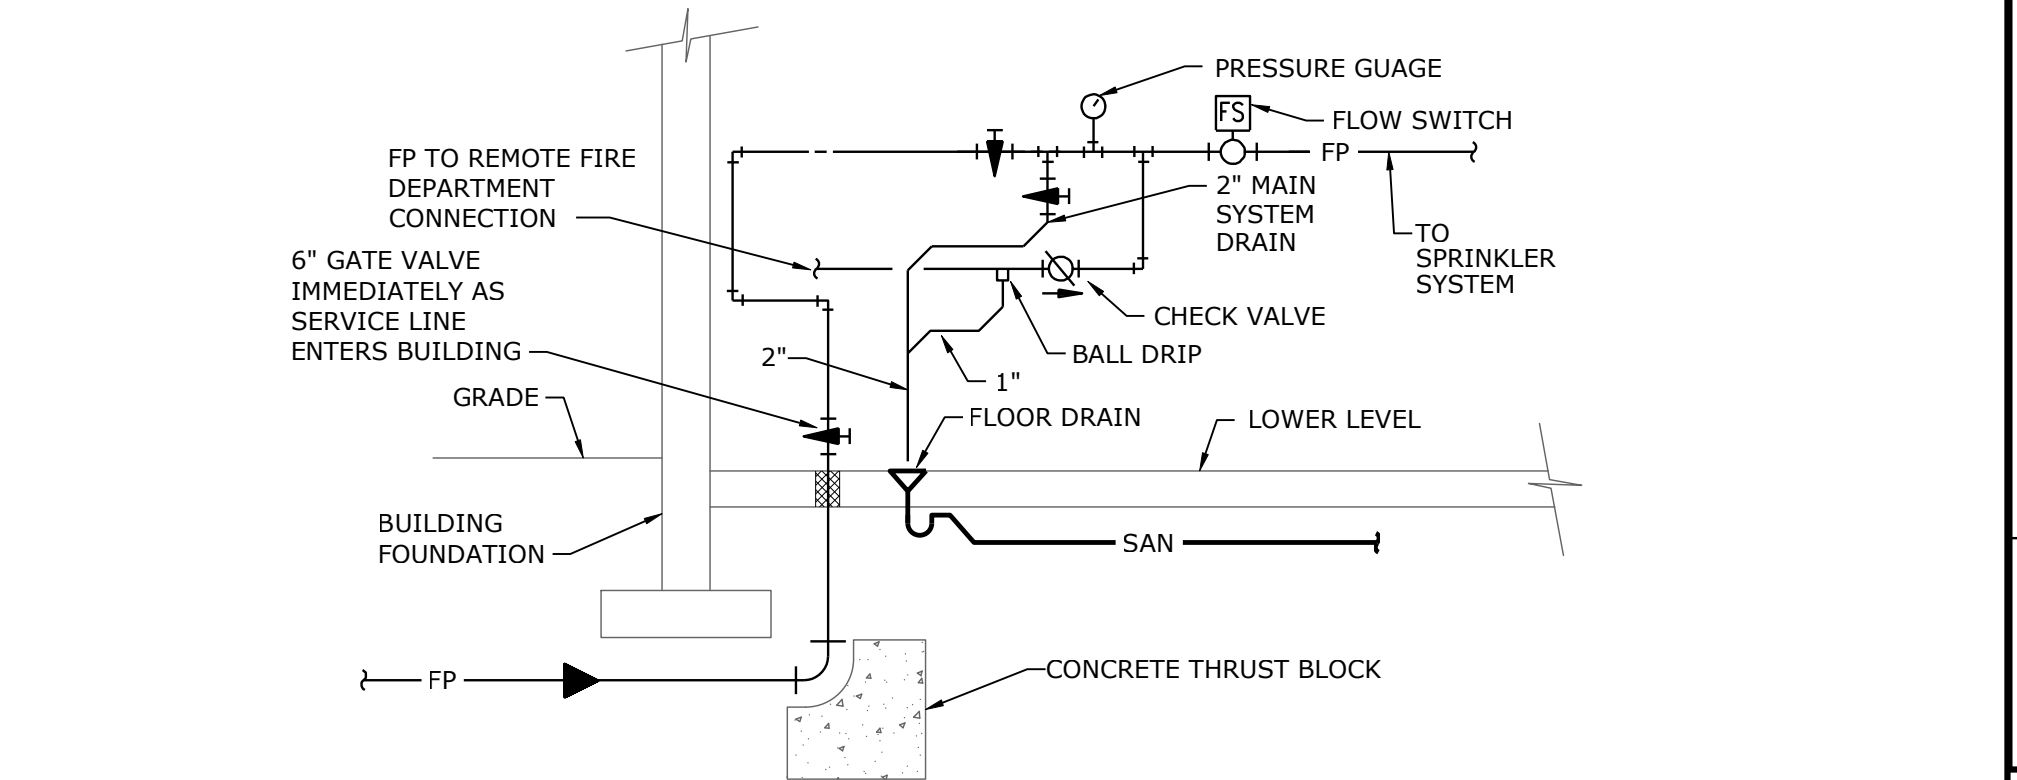 PRESSURE GUAGE
FS
FLOW SWITCH
FP TO REMOTE FIRE
DEPARTMENT
CONNECTION
FP
2" MAIN
SYSTEM
DRAIN
TO
SPRINKLER
SYSTEM
6" GATE VALVE
IMMEDIATELY AS
SERVICE LINE
ENTERS BUILDING
CHECK VALVE
2"
BALL DRIP
1"
GRADE
FLOOR DRAIN
LOWER LEVEL
BUILDING
FOUNDATION
SAN
FP
CONCRETE THRUST BLOCK